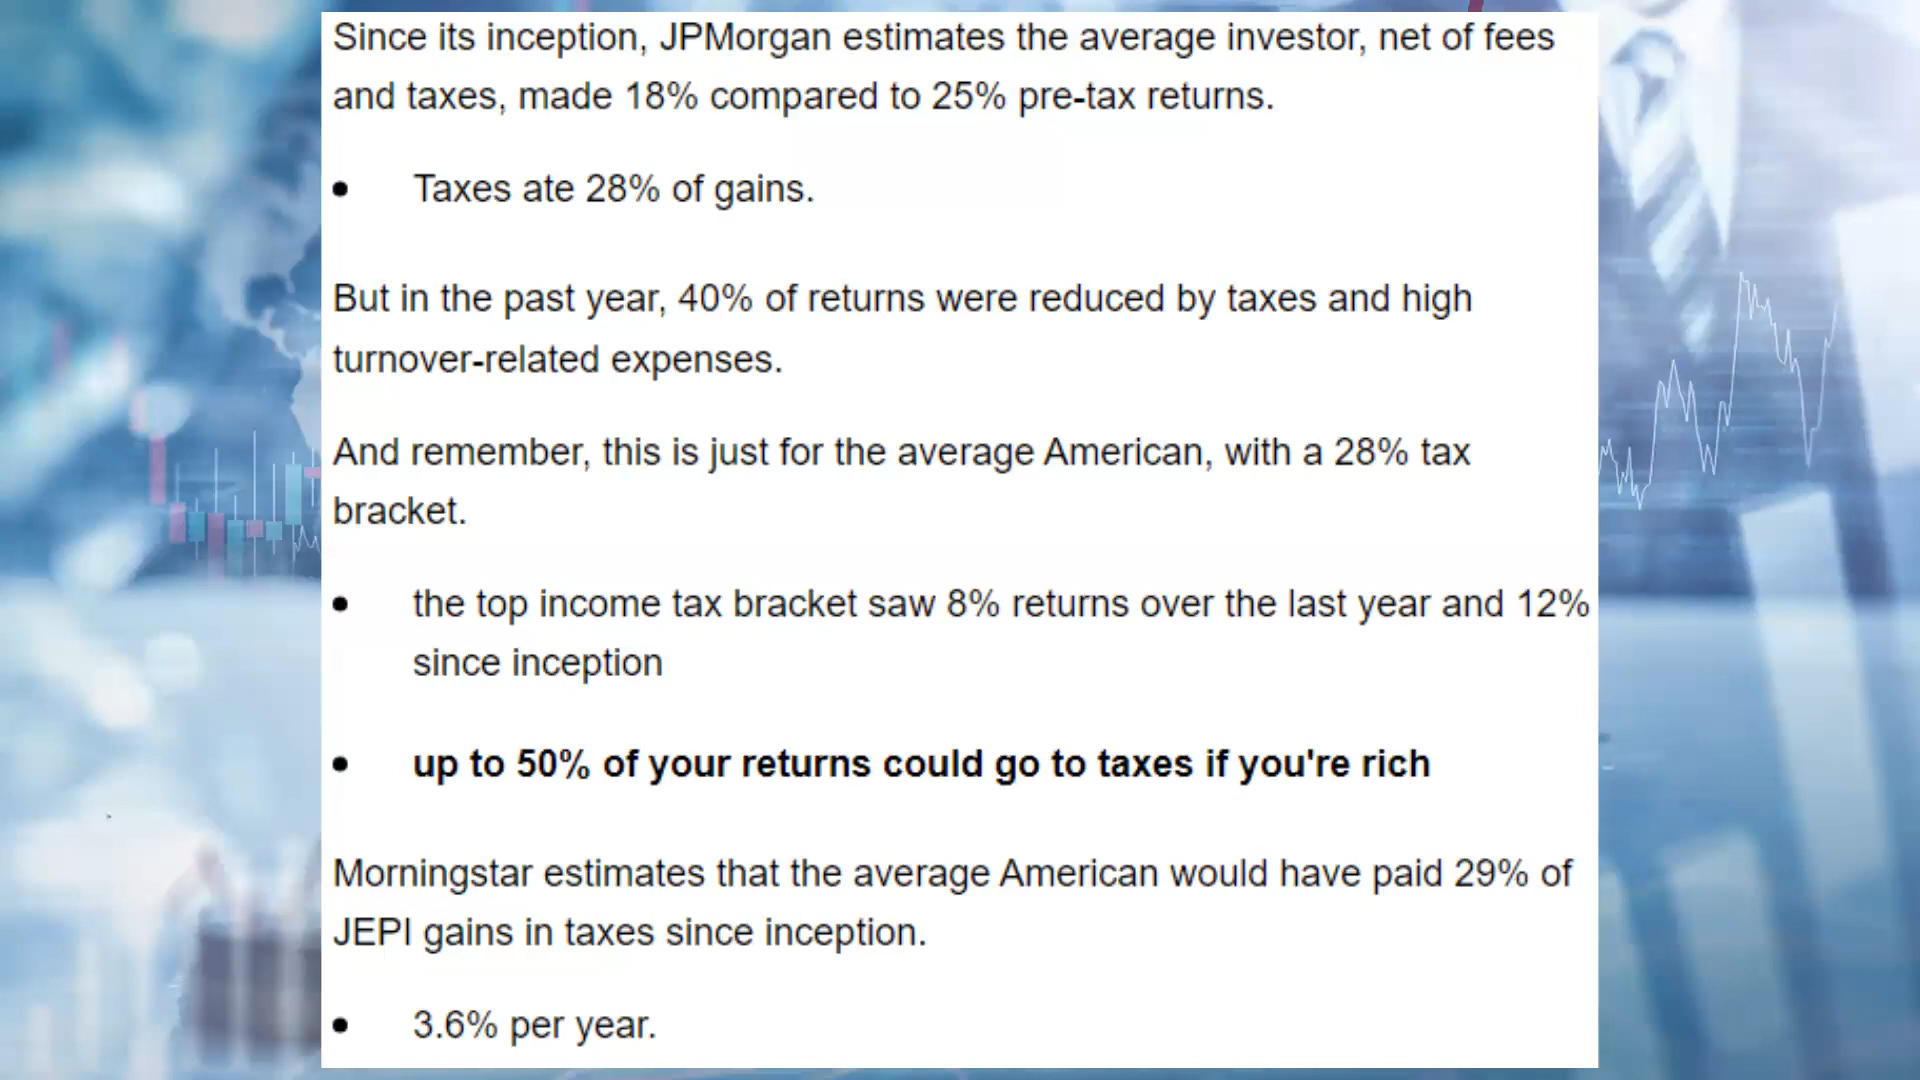 Since its inception, JPMorgan estimates the average investor, net of fees
and taxes, made 18% compared to 25% pre-tax returns.
• Taxes ate 28% of gains.
But in the past year, 40% of returns were reduced by taxes and high
turnover-related expenses.
And remember, this is just for the average American, with a 28% tax
bracket.
• the top income tax bracket saw 8% returns over the last year and 12%
since inception
• up to 50% of your returns could go to taxes if you're rich
Morningstar estimates that the average American would have paid 29% of
JEPI gains in taxes since inception.
• 3.6% per year.